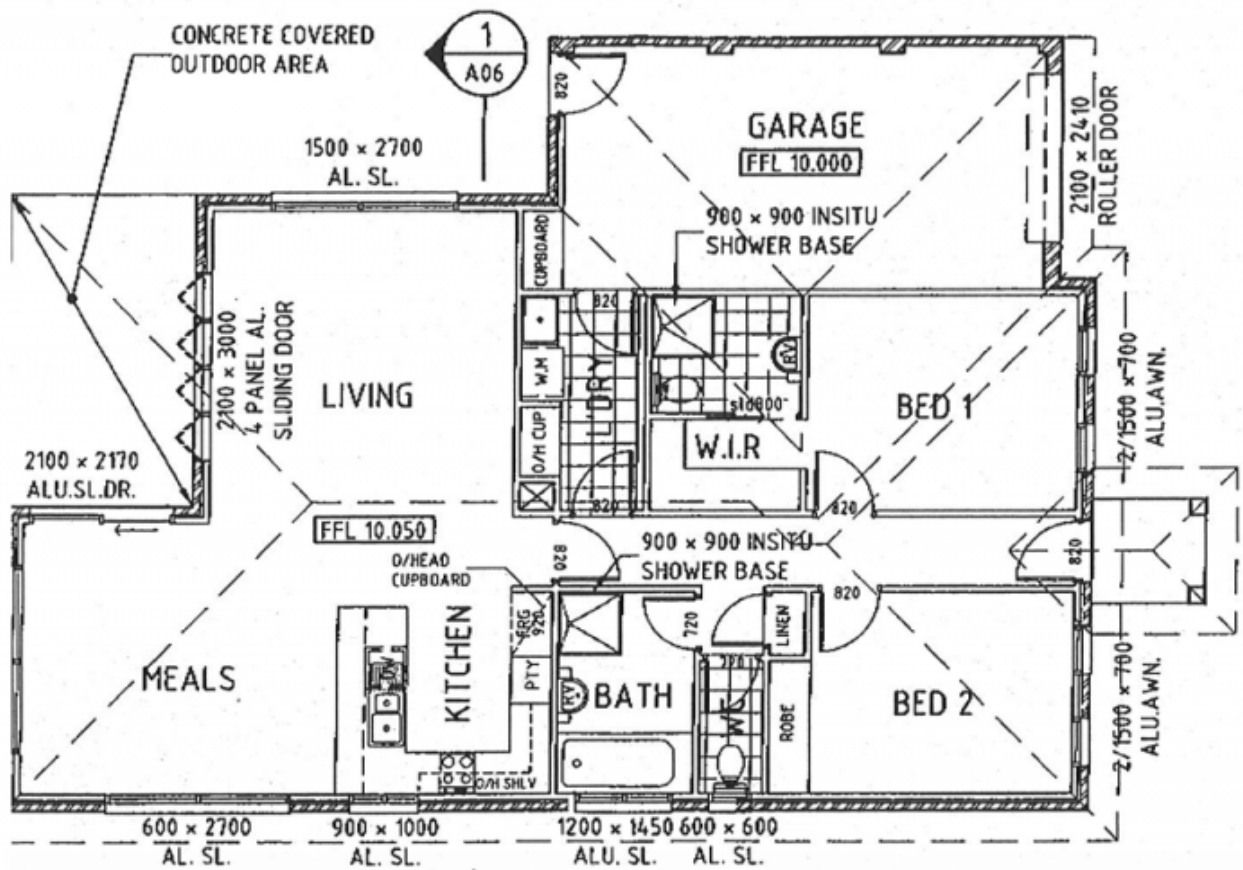 CONCRETE COVERED
OUTDOOR AREA
1
A06
820
GARAGE
FFL 10.000
2100 × 2410
ROLLER DOOR
1500 × 2700
AL. SL.
900 × 900 INSITU
SHOWER BASE
CUPBOARD
820
W.M
L'DRY
O/H CUP
820
RV
sld800
W.I.R
BED 1
820
2/1500 × 700
ALU.AWN.
LIVING
2100 × 3000
4 PANEL AL.
SLIDING DOOR
2100 × 2170
ALU.SL.DR.
FFL 10.050
O/HEAD
CUPBOARD
820
900 × 900 INSITU
SHOWER BASE
820
820
FRG
920
720
LINEN
MEALS
KITCHEN
PTY
RV
BATH
720
WC
ROBE
BED 2
2/1500 × 700
ALU.AWN.
O/H SHLV
600 × 2700
AL. SL.
900 × 1000
AL. SL.
1200 × 1450
ALU. SL.
600 × 600
AL. SL.